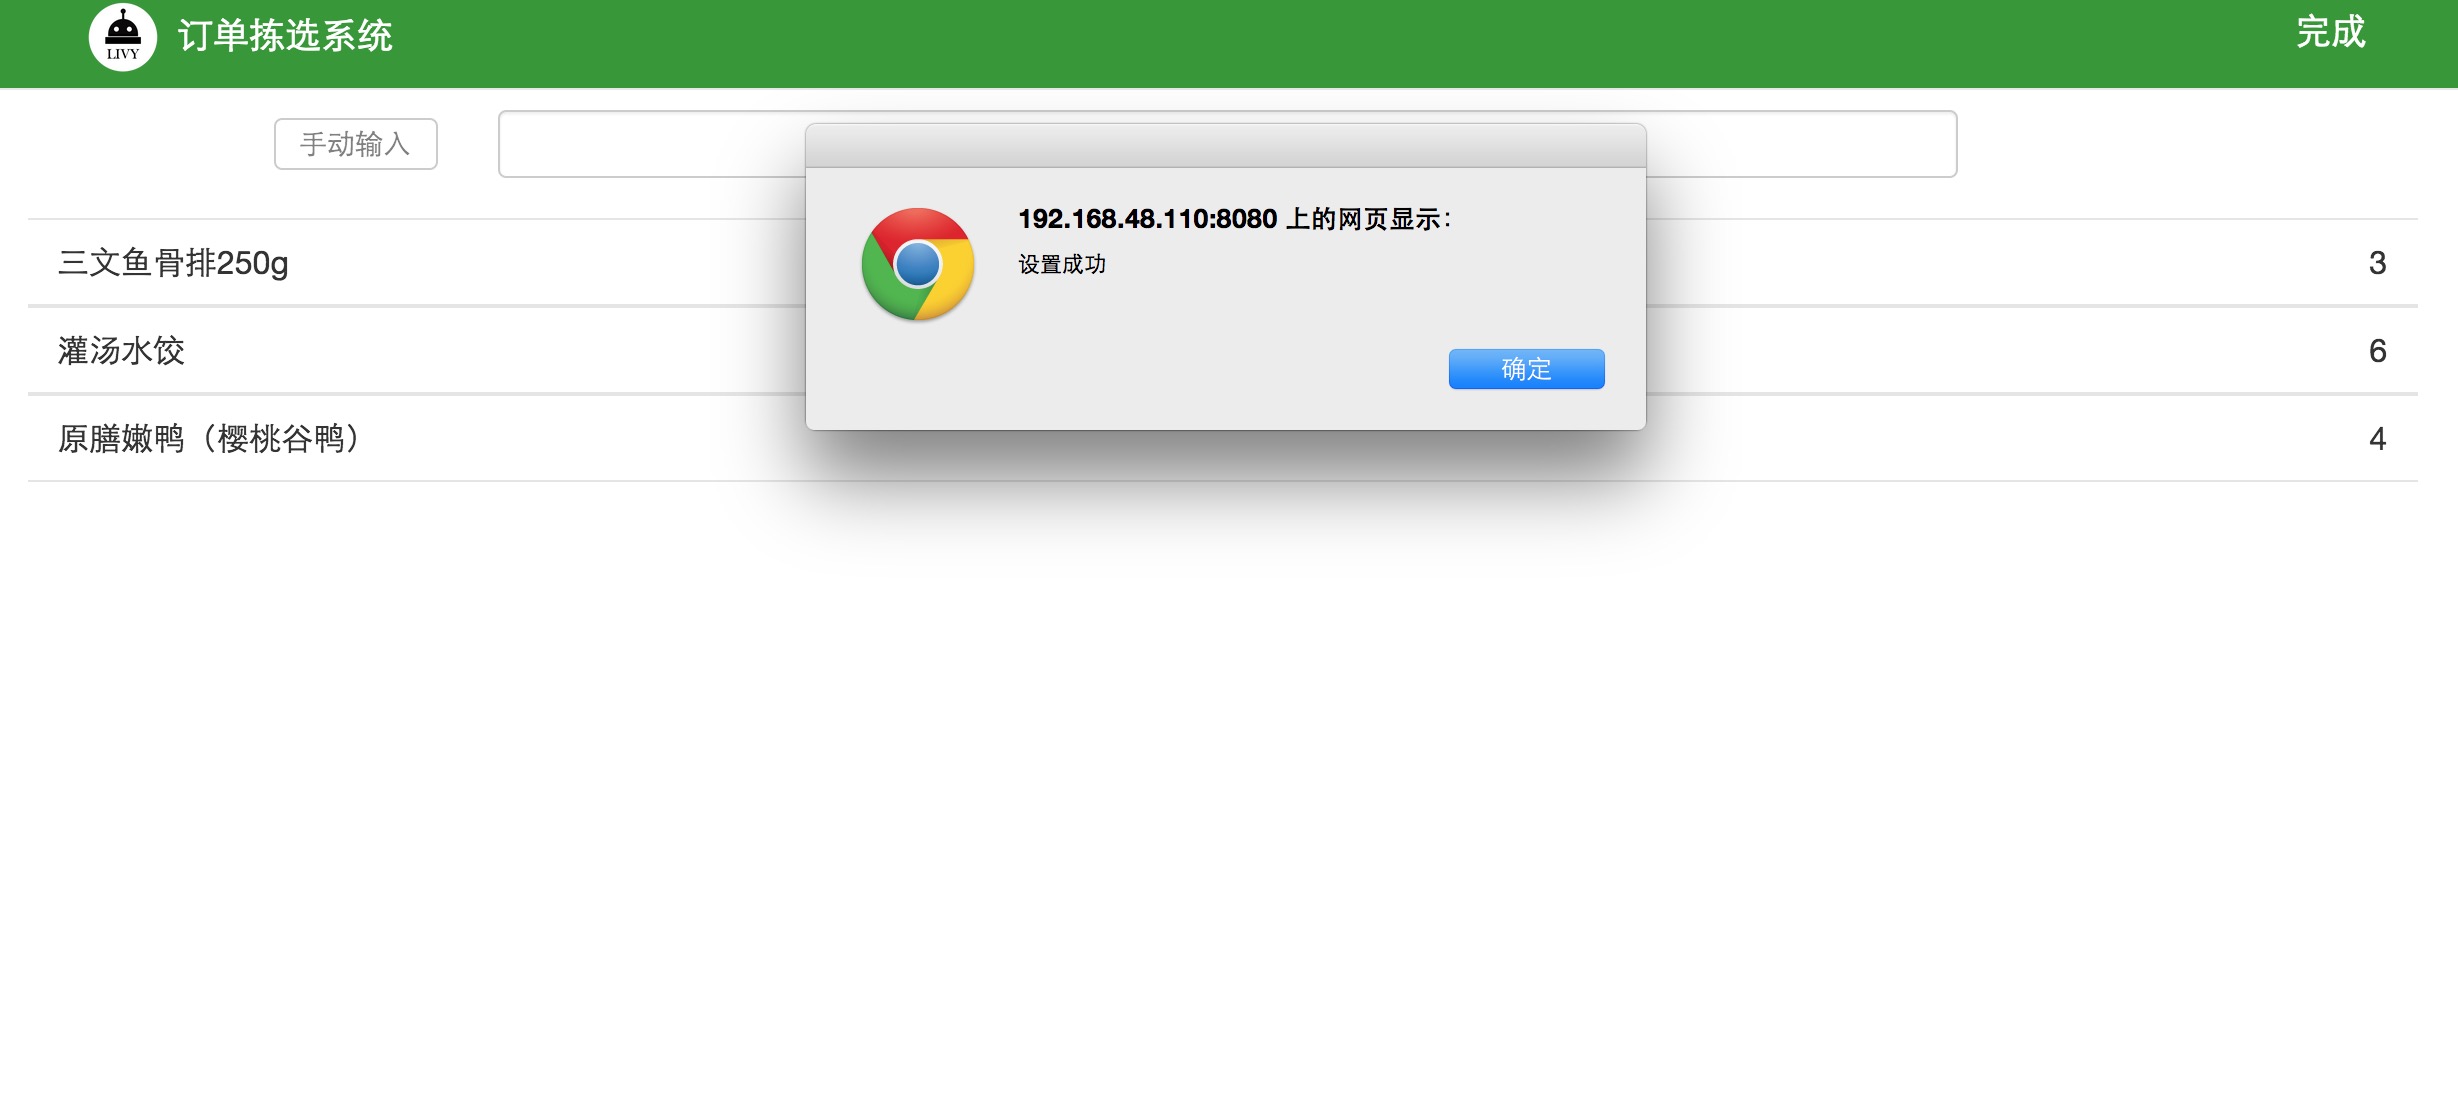 LIVY
订单拣选系统
完成
手动输入
192.168.48.110:8080 上的网页显示：
设置成功
确定
三文鱼骨排250g
3
灌汤水饺
6
原膳嫩鸭（樱桃谷鸭）
4